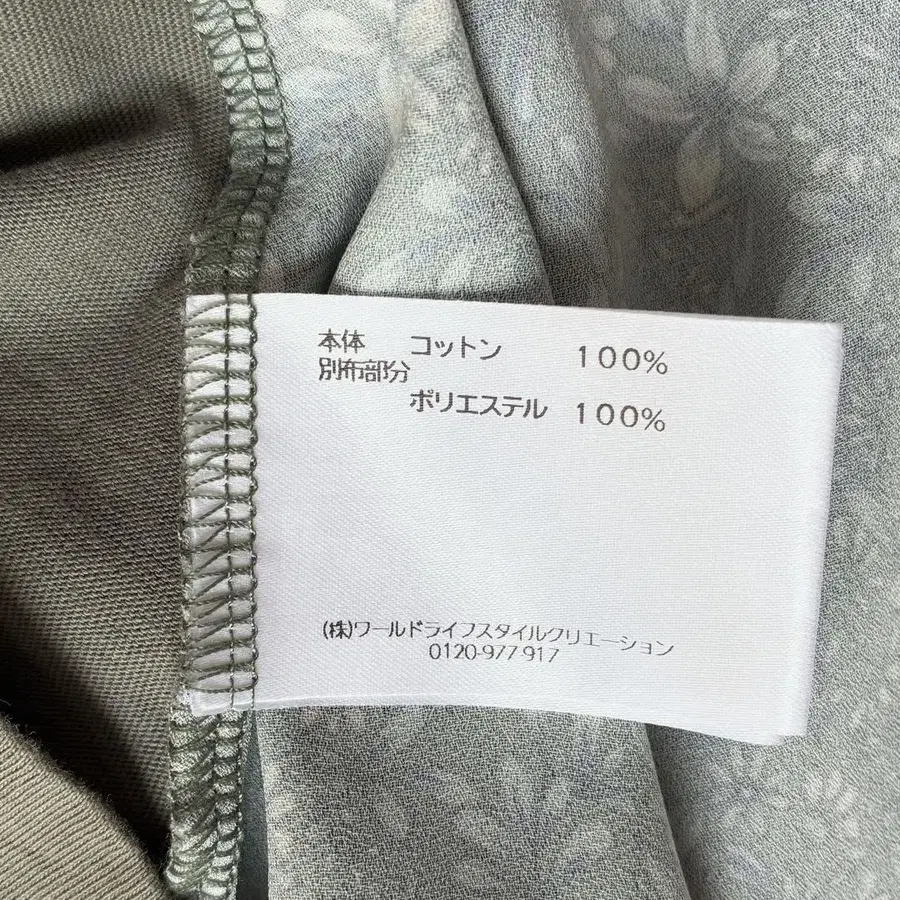 本体 コットン 100%
別布部分
ポリエステル 100%
(株)ワールドライフスタイルクリエーション
0120-977-917